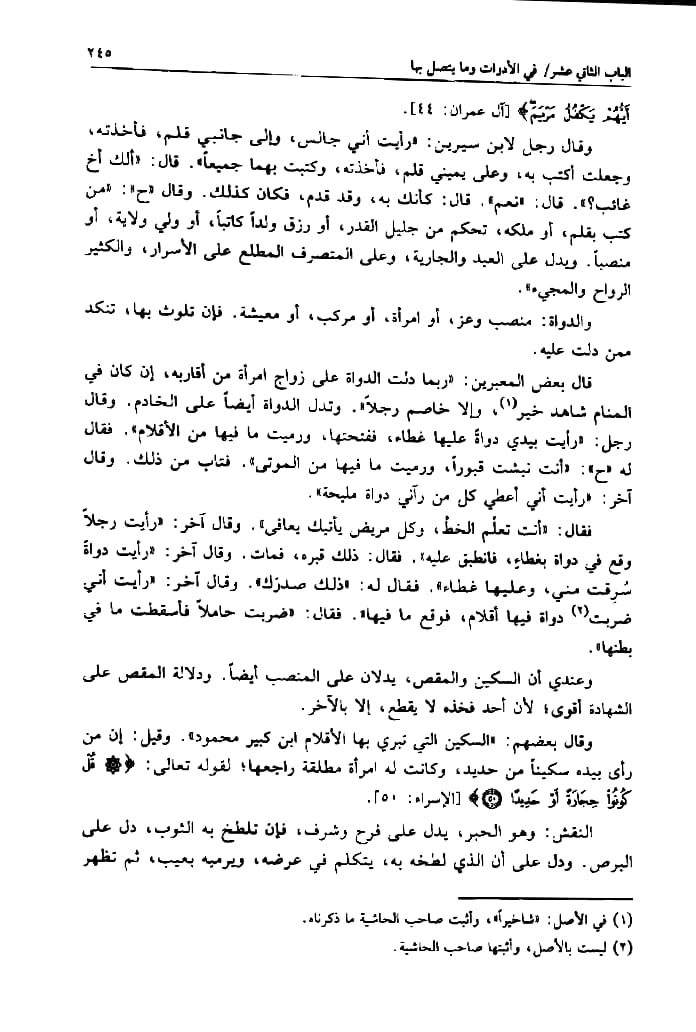 الباب الثاني عشر/ في الأدوات وما يتصل بها ٢٤٥
أَيُّهُمْ يَكْفُلُ مَرْيَمَ﴾ [آل عمران: ٤٤].
وقال رجل لابن سيرين: «رأيت أني جالس، وإلى جانبي قلم، فأخذته،
وجعلت أكتب به، وعلى يميني قلم، فأخذته، وكتبت بهما جميعاً». قال: «ألك أخ
غائب؟». قال: «نعم». قال: كأنك به، وقد قدم، فكان كذلك. وقال «ح»: «من
كتب بقلم، أو ملكه، تحكم من جليل القدر، أو رزق ولداً كاتباً، أو ولي ولاية، أو
منصباً. ويدل على العبد والجارية، وعلى المتصرف المطلع على الأسرار، والكثير
الرواح والمجيء».
والدواة: منصب وعز، أو امرأة، أو مركب، أو معيشة. فإن تلوث بها، تنكد
ممن دلت عليه.
قال بعض المعبرين: «ربما دلت الدواة على زواج امرأة من أقاربه، إن كان في
المنام شاهد خير(١)، وإلا خاصم رجلاً». وتدل الدواة أيضاً على الخادم. وقال
رجل: «رأيت بيدي دواةً عليها غطاء، ففتحتها، ورميت ما فيها من الأقلام». فقال
له «ح»: «أنت نبشت قبوراً، ورميت ما فيها من الموتى». فتاب من ذلك. وقال
آخر: «رأيت أني أعطي كل من رآني دواة مليحة».
فقال: «أنت تعلّم الخطّ، وكل مريض يأتيك يعافى». وقال آخر: «رأيت رجلاً
وقع في دواة بغطاءٍ، فانطبق عليه». فقال: ذلك قبره، فمات. وقال آخر: «رأيت دواةً
سُرِقت مني، وعليها غطاء». فقال له: «ذلك صدرك». وقال آخر: «رأيت أني
ضربت(٢) دواة فيها أقلام، فوقع ما فيها». فقال: «ضربت حاملاً فأسقطت ما في
بطنها».
وعندي أن السكين والمقص، يدلان على المنصب أيضاً. ودلالة المقص على
الشهادة أقوى؛ لأن أحد فخذه لا يقطع، إلا بالآخر.
وقال بعضهم: «السكين التي تبري بها الأقلام ابن كبير محمود». وقيل: إن من
رأى بيده سكيناً من حديد، وكانت له امرأة مطلقة راجعها؛ لقوله تعالى: ﴿۞ قُلْ
كُونُوا حِجَارَةً أَوْ حَدِيدًا ۝٥٠﴾ [الإسراء: ٥٠].
النقش: وهو الحبر، يدل على فرح وشرف، فإن تلطخ به الثوب، دل على
البرص. ودل على أن الذي لطخه به، يتكلم في عرضه، ويرميه بعيب، ثم تظهر
(١) في الأصل: «شاخيراً»، وأثبت صاحب الحاشية ما ذكرناه.
(٢) ليست بالأصل، وأثبتها صاحب الحاشية.